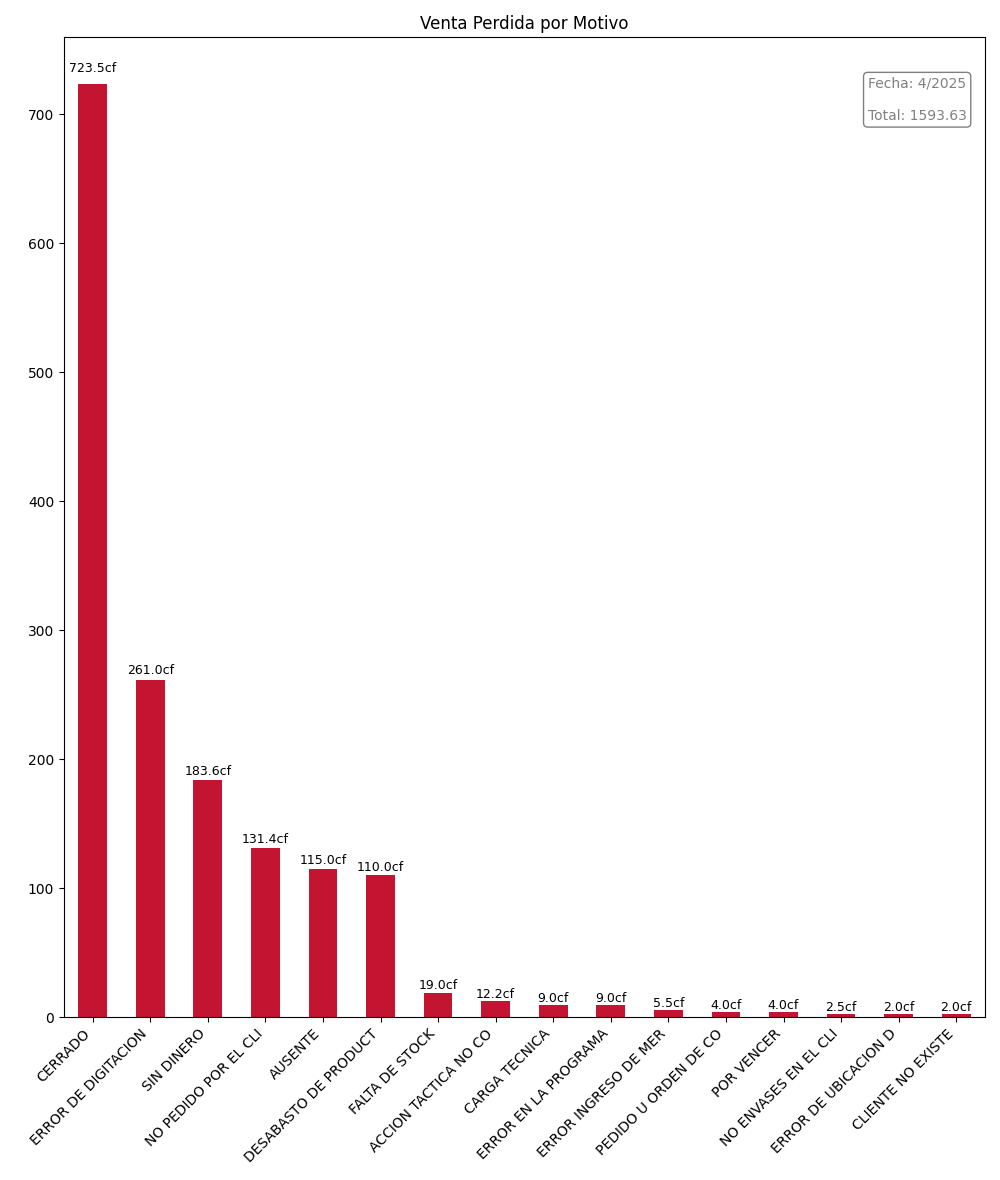 Venta Perdida por Motivo
Fecha: 4/2025
Total: 1593.63
700
600
500
400
300
200
100
0
723.5cf
261.0cf
183.6cf
131.4cf
115.0cf
110.0cf
19.0cf
12.2cf
9.0cf
9.0cf
5.5cf
4.0cf
4.0cf
2.5cf
2.0cf
2.0cf
CERRADO
ERROR DE DIGITACION
SIN DINERO
NO PEDIDO POR EL CLI
AUSENTE
DESABASTO DE PRODUCT
FALTA DE STOCK
ACCION TACTICA NO CO
CARGA TECNICA
ERROR EN LA PROGRAMA
ERROR INGRESO DE MER
PEDIDO U ORDEN DE CO
POR VENCER
NO ENVASES EN EL CLI
ERROR DE UBICACION D
CLIENTE NO EXISTE